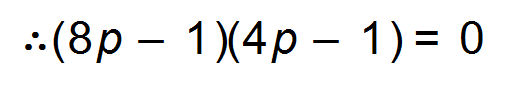 ∴(8p − 1)(4p − 1) = 0